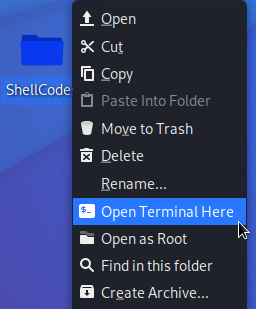 Open
Cut
ShellCodes
Copy
Paste Into Folder
Move to Trash
Delete
Rename...
$_
Open Terminal Here
Open as Root
Find in this folder
Create Archive...